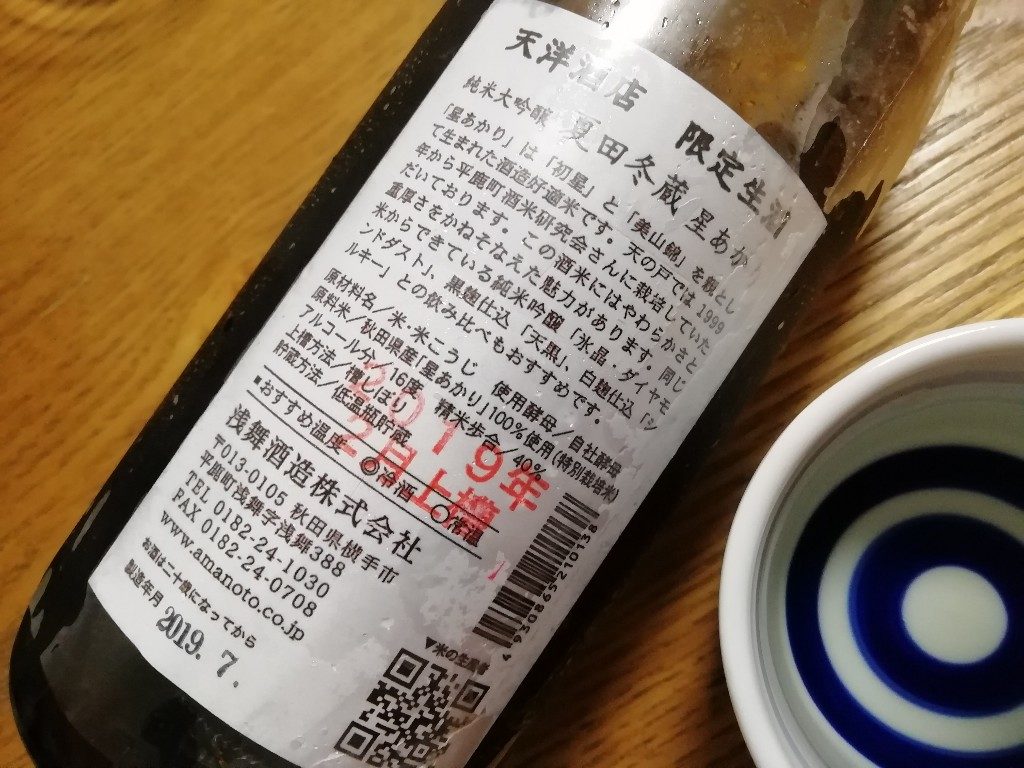 天洋酒店 限定生酒
純米大吟醸 夏田冬蔵 星あかり
「星あかり」は「初星」と「美山錦」を親とし
て生まれた酒造好適米です。天の戸では1999
年から平鹿町酒米研究会さんに栽培していた
だいております。この酒米にはやわらかさと
重厚さをかねそなえた魅力があります。同じ
米からできている純米吟醸「氷晶、ダイヤモ
ンドダスト」、黒麹仕込「天黒」、白麹仕込「シ
ルキー」との飲み比べもおすすめです。
原材料名／米・米こうじ 使用酵母／自社酵母
原料米／秋田県産「星あかり」100%使用(特別栽培米)
アルコール分／16度 精米歩合／40%
上槽方法／槽しぼり
貯蔵方法／低温瓶貯蔵
2019年
2月上槽
■おすすめ温度 ◎冷酒 ○常温
浅舞酒造株式会社
〒013-0105 秋田県横手市
平鹿町浅舞字浅舞388
TEL 0182-24-1030
FAX 0182-24-0708
www.amanoto.co.jp
お酒は二十歳になってから
製造年月 2019. 7.
4930865210138
▼米の生産者